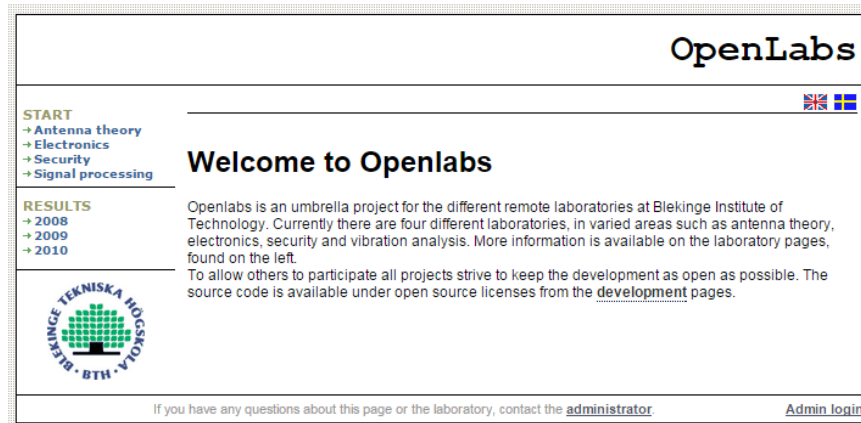 OpenLabs
START
Antenna theory
Electronics
Security
Signal processing
RESULTS
2008
2009
2010
BLEKINGE TEKNISKA HÖGSKOLA
· BTH ·
Welcome to Openlabs
Openlabs is an umbrella project for the different remote laboratories at Blekinge Institute of
Technology. Currently there are four different laboratories, in varied areas such as antenna theory,
electronics, security and vibration analysis. More information is available on the laboratory pages,
found on the left.
To allow others to participate all projects strive to keep the development as open as possible. The
source code is available under open source licenses from the development pages.
If you have any questions about this page or the laboratory, contact the administrator.
Admin login